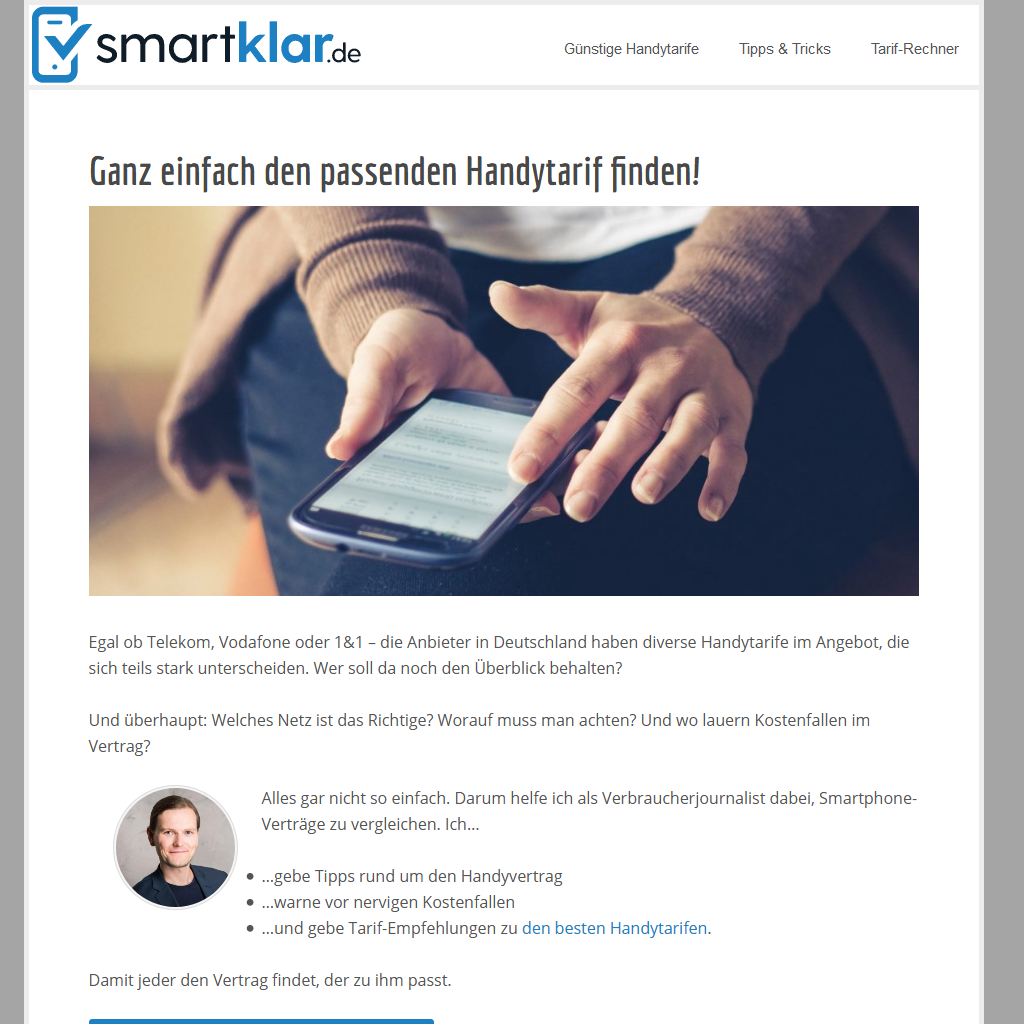 smartklar.de
Günstige Handytarife
Tipps & Tricks
Tarif-Rechner
Ganz einfach den passenden Handytarif finden!
Egal ob Telekom, Vodafone oder 1&1 – die Anbieter in Deutschland haben diverse Handytarife im Angebot, die
sich teils stark unterscheiden. Wer soll da noch den Überblick behalten?
Und überhaupt: Welches Netz ist das Richtige? Worauf muss man achten? Und wo lauern Kostenfallen im
Vertrag?
Alles gar nicht so einfach. Darum helfe ich als Verbraucherjournalist dabei, Smartphone-
Verträge zu vergleichen. Ich…
…gebe Tipps rund um den Handyvertrag
…warne vor nervigen Kostenfallen
…und gebe Tarif-Empfehlungen zu den besten Handytarifen.
Damit jeder den Vertrag findet, der zu ihm passt.